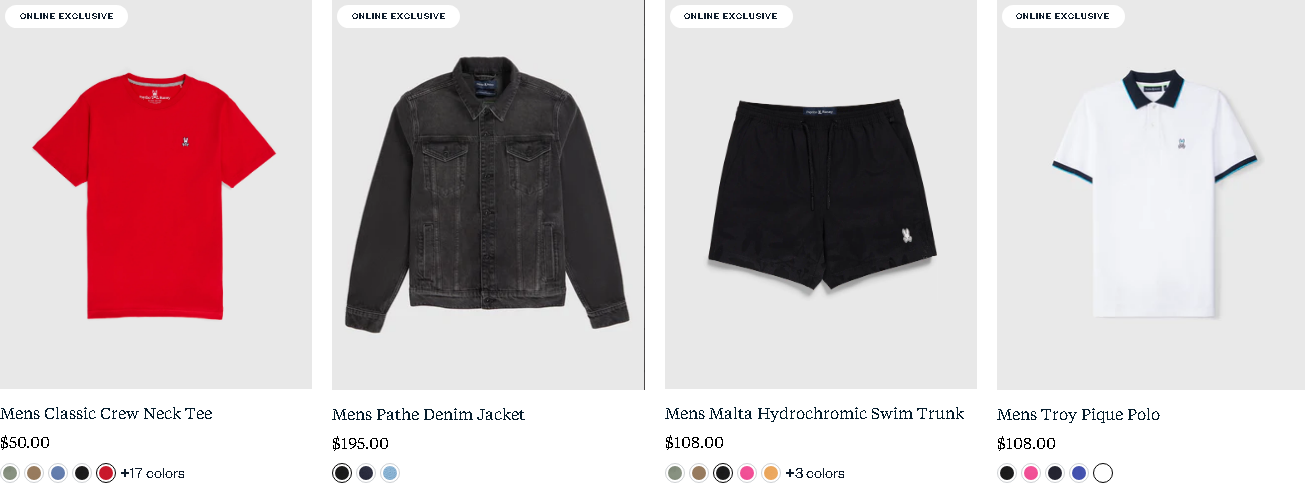 ONLINE EXCLUSIVE
Mens Classic Crew Neck Tee
$50.00
+17 colors
ONLINE EXCLUSIVE
Mens Pathe Denim Jacket
$195.00
ONLINE EXCLUSIVE
Mens Malta Hydrochromic Swim Trunk
$108.00
+3 colors
ONLINE EXCLUSIVE
Mens Troy Pique Polo
$108.00